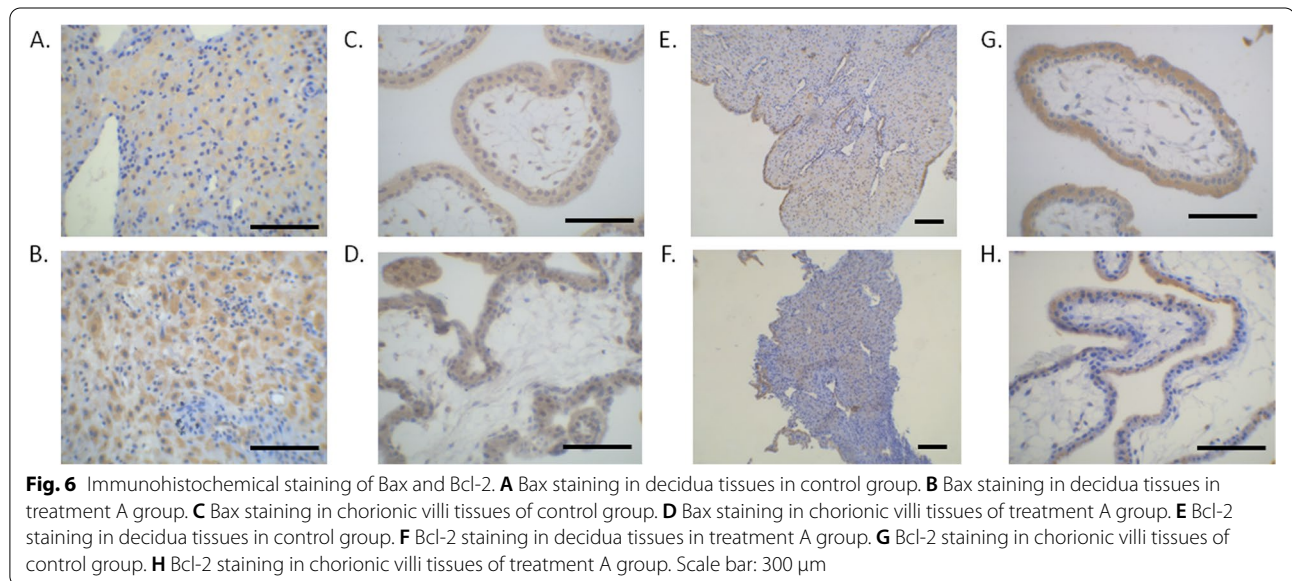 A.
C.
E.
G.
B.
D.
F.
H.
Fig. 6 Immunohistochemical staining of Bax and Bcl-2. A Bax staining in decidua tissues in control group. B Bax staining in decidua tissues in
treatment A group. C Bax staining in chorionic villi tissues of control group. D Bax staining in chorionic villi tissues of treatment A group. E Bcl-2
staining in decidua tissues in control group. F Bcl-2 staining in decidua tissues in treatment A group. G Bcl-2 staining in chorionic villi tissues of
control group. H Bcl-2 staining in chorionic villi tissues of treatment A group. Scale bar: 300 µm